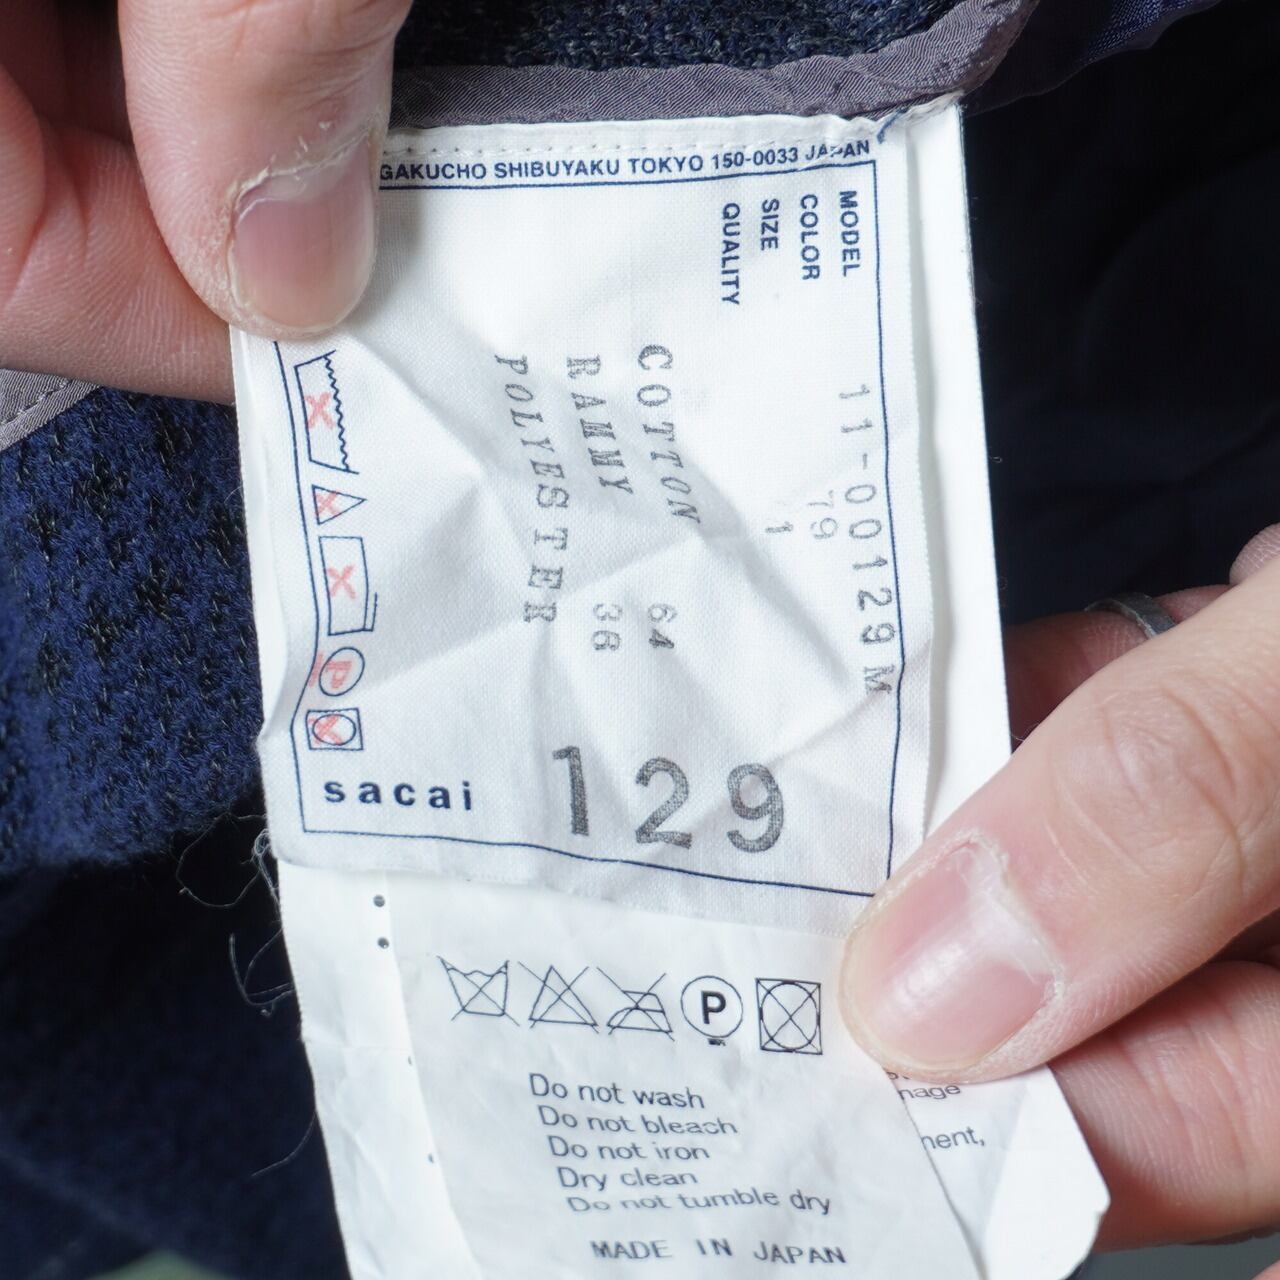 GAKUCHO SHIBUYAKU TOKYO 150-0033 JAPAN
MODEL 11-00129M
COLOR 79
SIZE 1
QUALITY
COTTON 64
RAMMY 36
POLYESTER
P
sacai
129
P
Do not wash
Do not bleach
Do not iron
Dry clean
Do not tumble dry
MADE IN JAPAN
nage
nent,